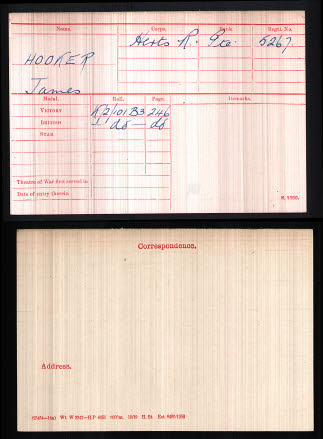 Name. Corps. Rank. Regtl. No.
HOOKER Herts R. Pte. 5267
James
Medal. Roll. Page. Remarks.
VICTORY R/2/101 B3 246
BRITISH do — do
STAR
Theatre of War first served in
Date of entry therein
K. 1380.
Correspondence.
Address.